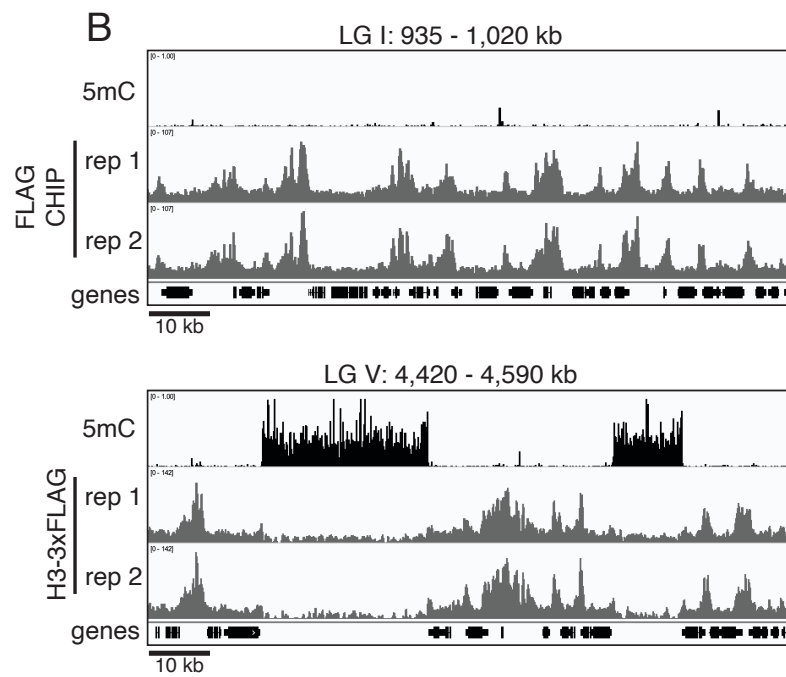 B
LG I: 935 - 1,020 kb
[0 - 1.00]
5mC
[0 - 107]
rep 1
FLAG
CHIP
[0 - 107]
rep 2
genes
10 kb
LG V: 4,420 - 4,590 kb
[0 - 1.00]
5mC
[0 - 142]
rep 1
H3-3xFLAG
[0 - 142]
rep 2
genes
10 kb